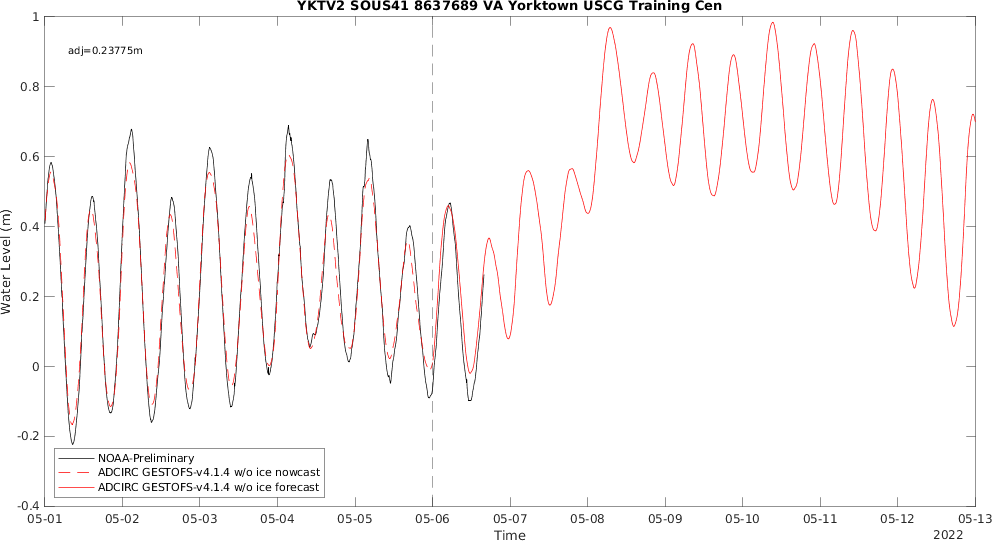 YKTV2 SOUS41 8637689 VA Yorktown USCG Training Cen
adj=0.23775m
Water Level (m)
1
0.8
0.6
0.4
0.2
0
-0.2
-0.4
NOAA-Preliminary
ADCIRC GESTOFS-v4.1.4 w/o ice nowcast
ADCIRC GESTOFS-v4.1.4 w/o ice forecast
05-01 05-02 05-03 05-04 05-05 05-06 05-07 05-08 05-09 05-10 05-11 05-12 05-13
Time
2022